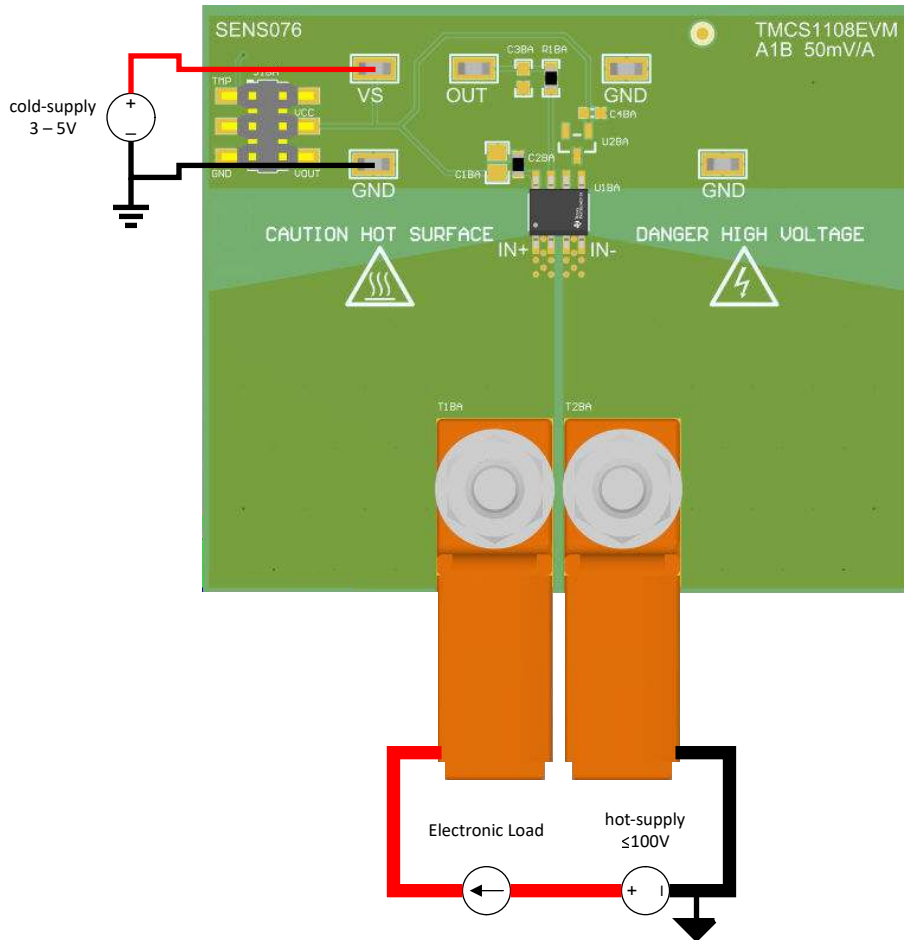 SENS076
TMCS1108EVM
A1B 50mV/A
C3BA R1BA
J1BA
TMP
VS
OUT
GND
cold-supply
3 – 5V
+
–
VCC
C4BA
U2BA
C2BA
GND
VOUT
GND
C1BA
U1BA
GND
CAUTION HOT SURFACE
DANGER HIGH VOLTAGE
IN+
IN-
T1BA
T2BA
Electronic Load
hot-supply
≤100V
+
–